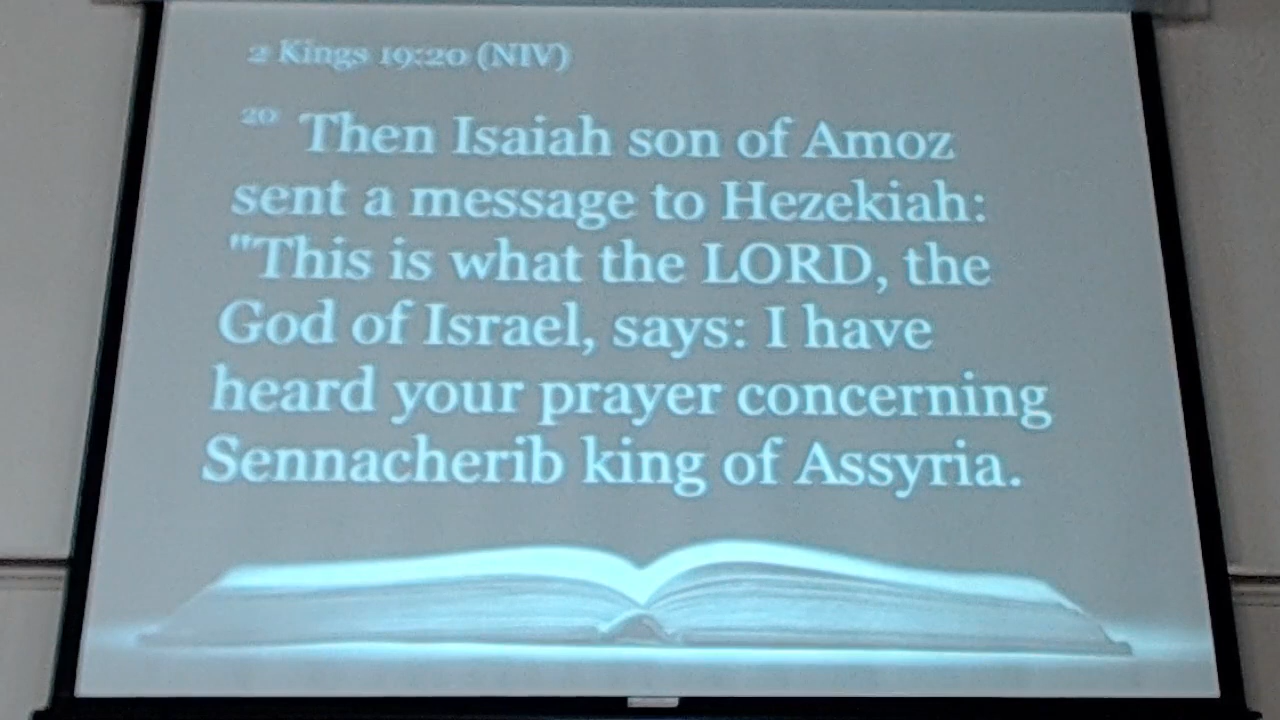 2 Kings 19:20 (NIV)
20 Then Isaiah son of Amoz
sent a message to Hezekiah:
"This is what the LORD, the
God of Israel, says: I have
heard your prayer concerning
Sennacherib king of Assyria.